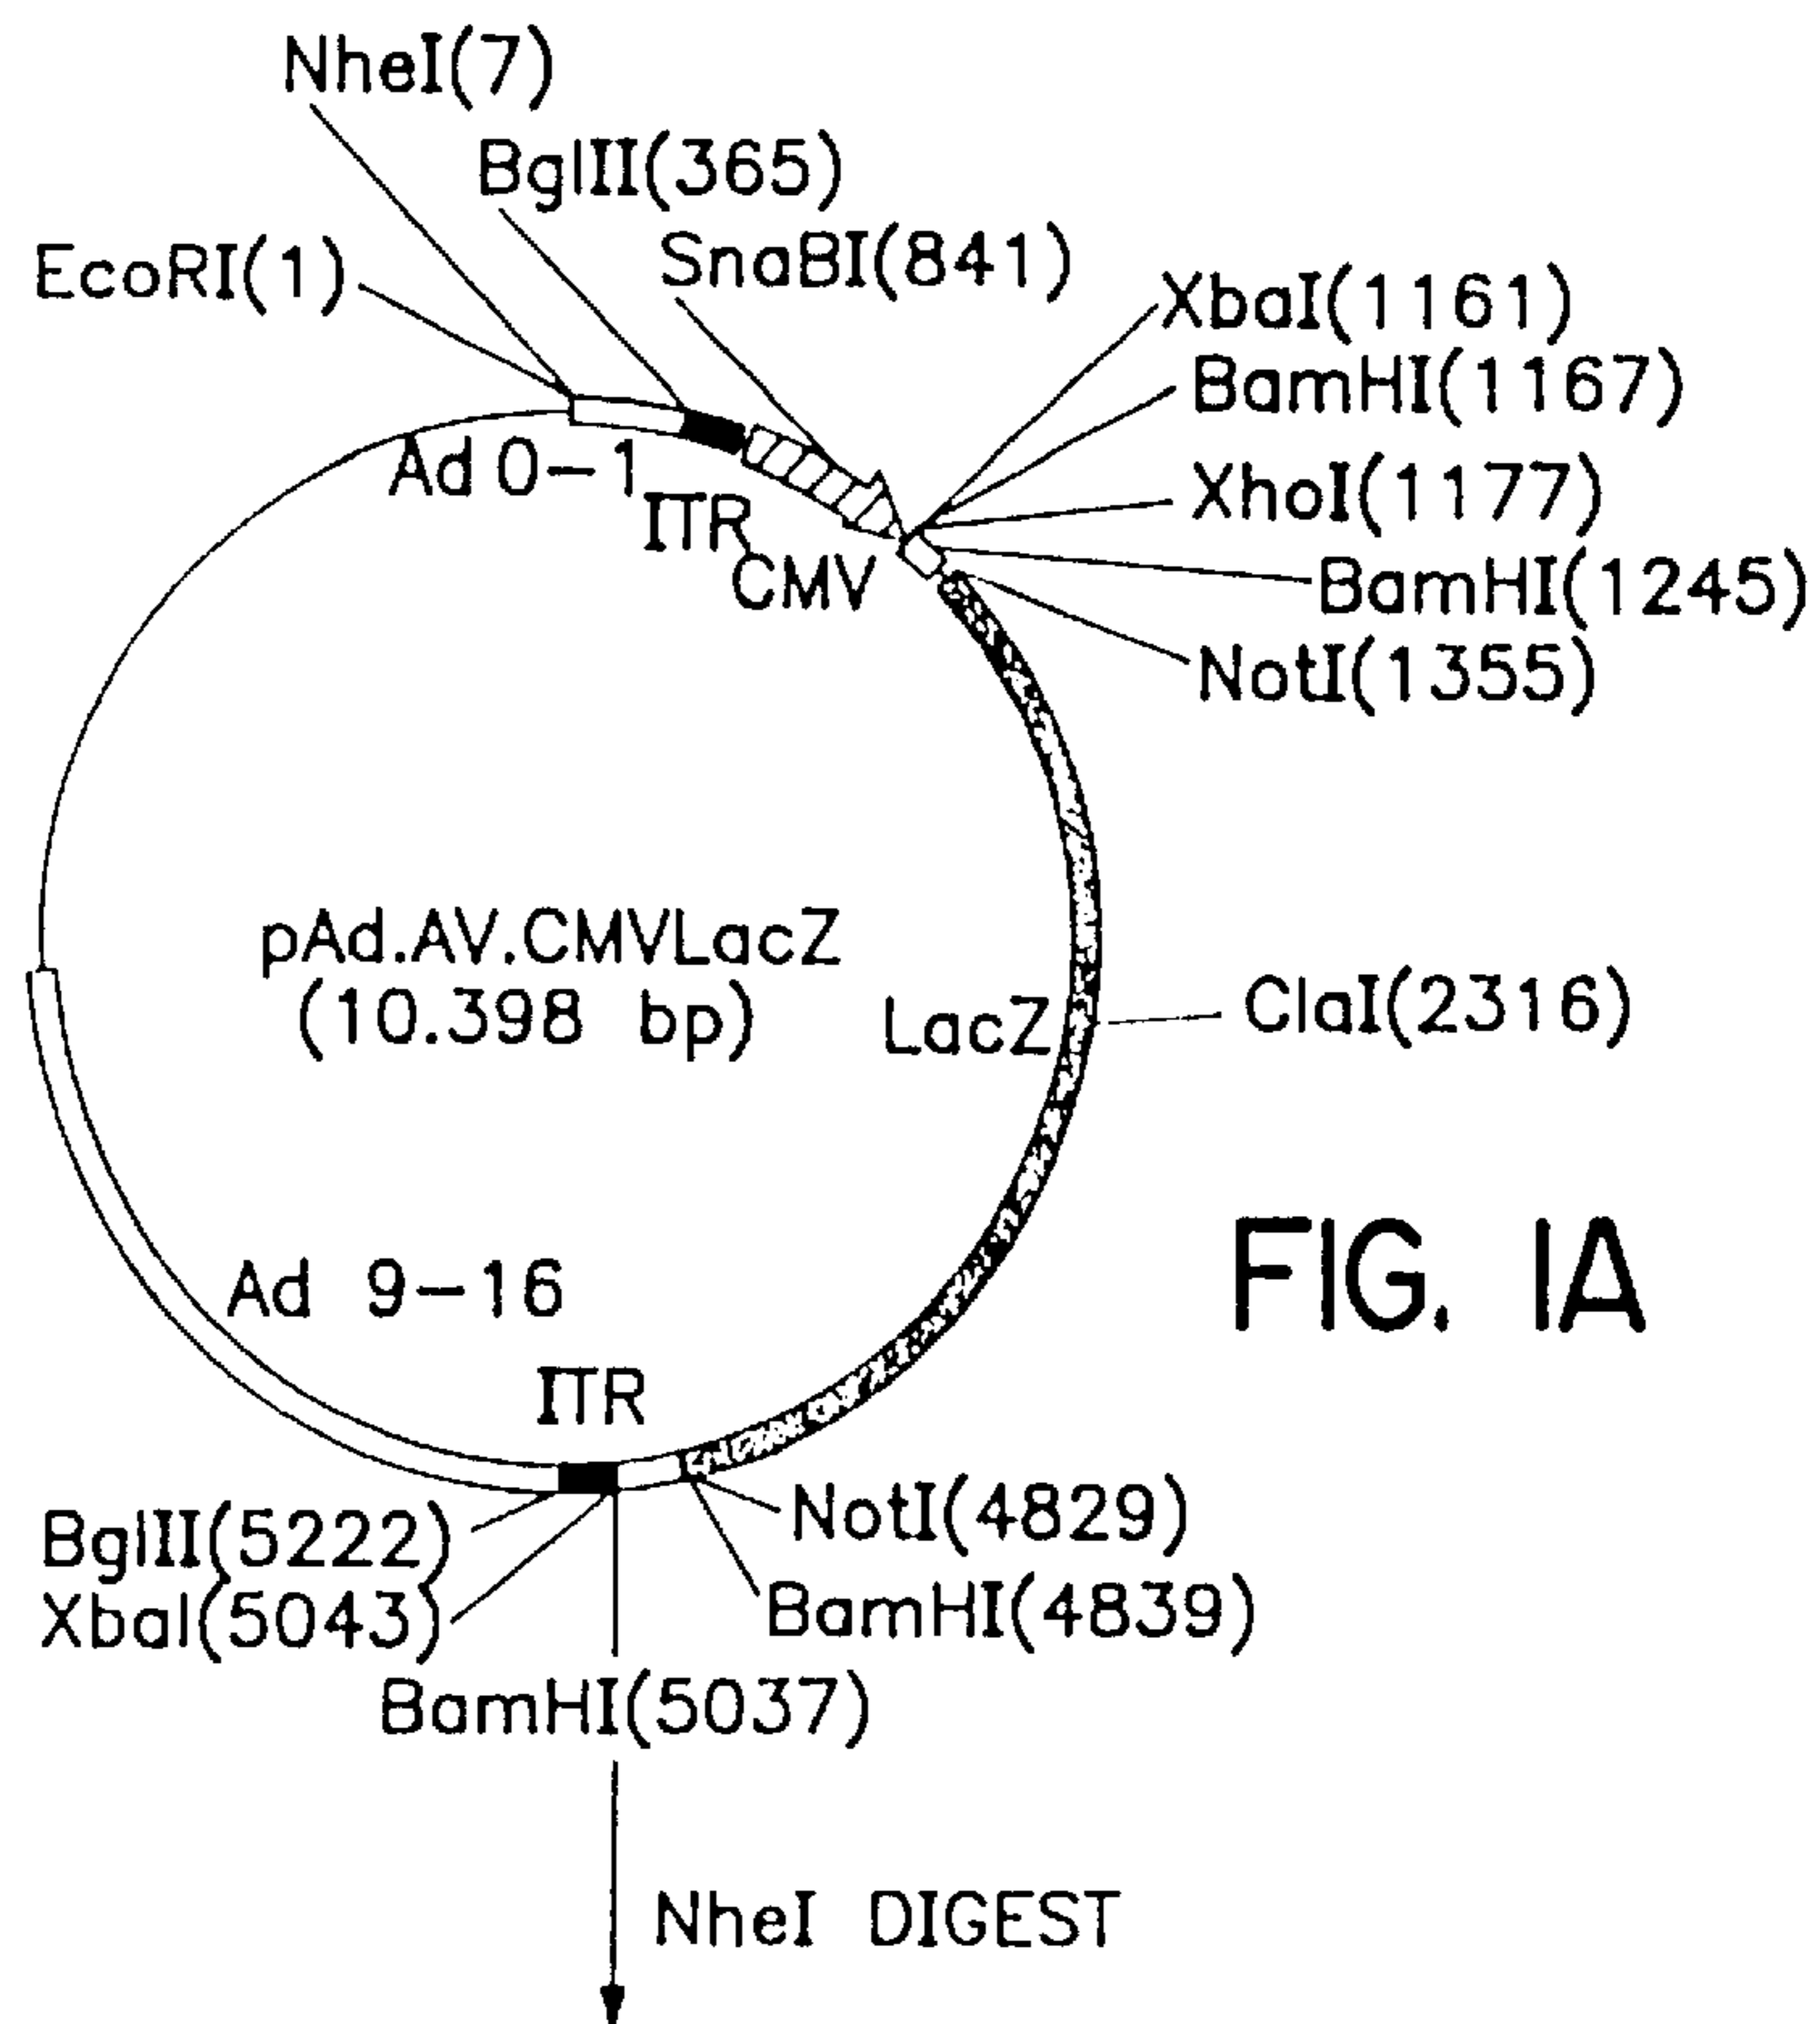 NheI(7)
BglII(365)
SnaBI(841)
EcoRI(1)
XbaI(1161)
BamHI(1167)
XhoI(1177)
BamHI(1245)
NotI(1355)
Ad 0-1
ITR
CMV
pAd.AV.CMVLacZ
(10.398 bp)
LacZ
ClaI(2316)
FIG. 1A
Ad 9-16
ITR
NotI(4829)
BglII(5222)
XbaI(5043)
BamHI(4839)
BamHI(5037)
NheI DIGEST